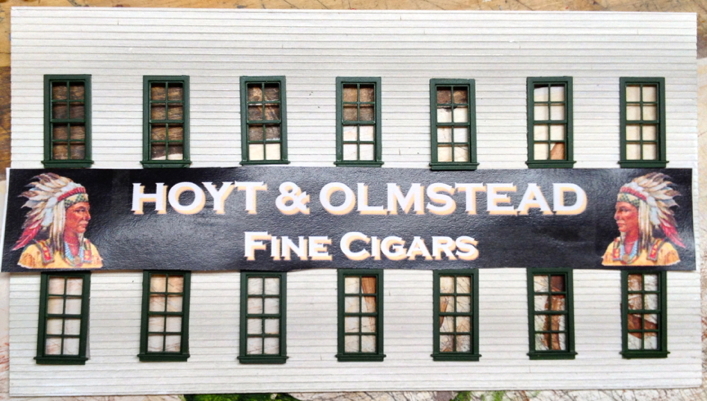 HOYT & OLMSTEAD
FINE CIGARS